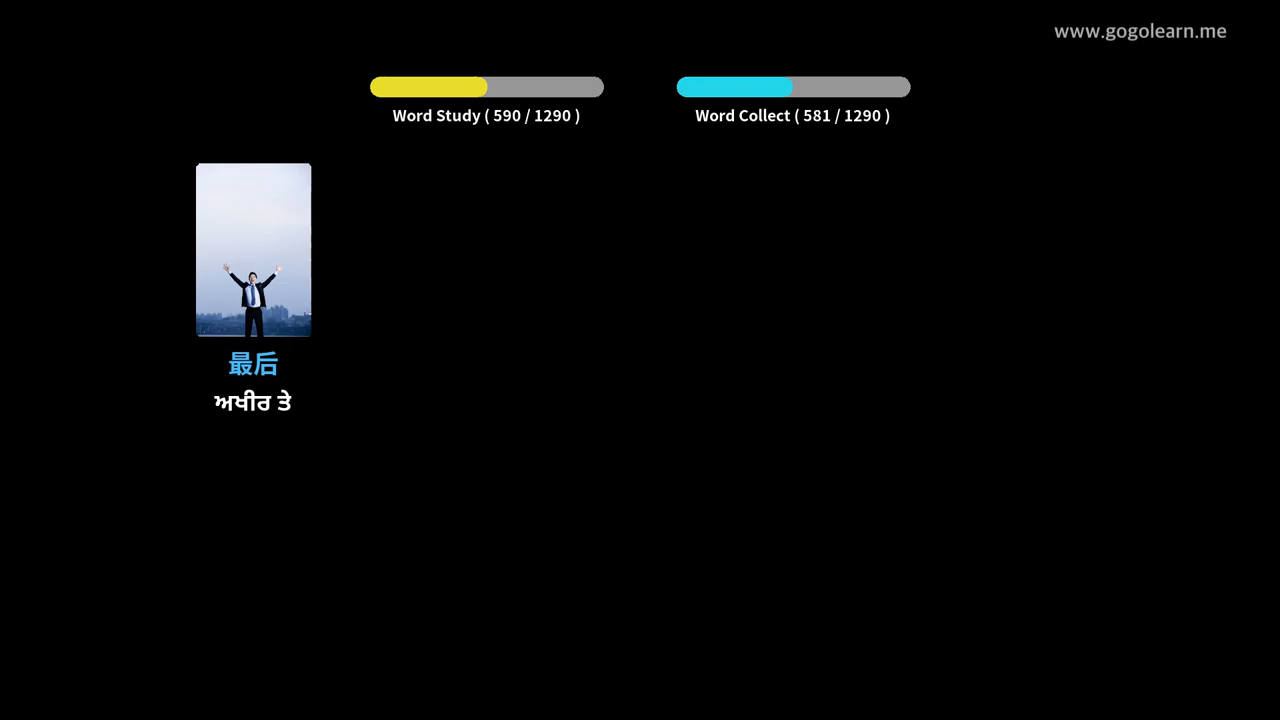 www.gogolearn.me
Word Study ( 590 / 1290 )
Word Collect ( 581 / 1290 )
最后
ਅਖੀਰ ਤੇ